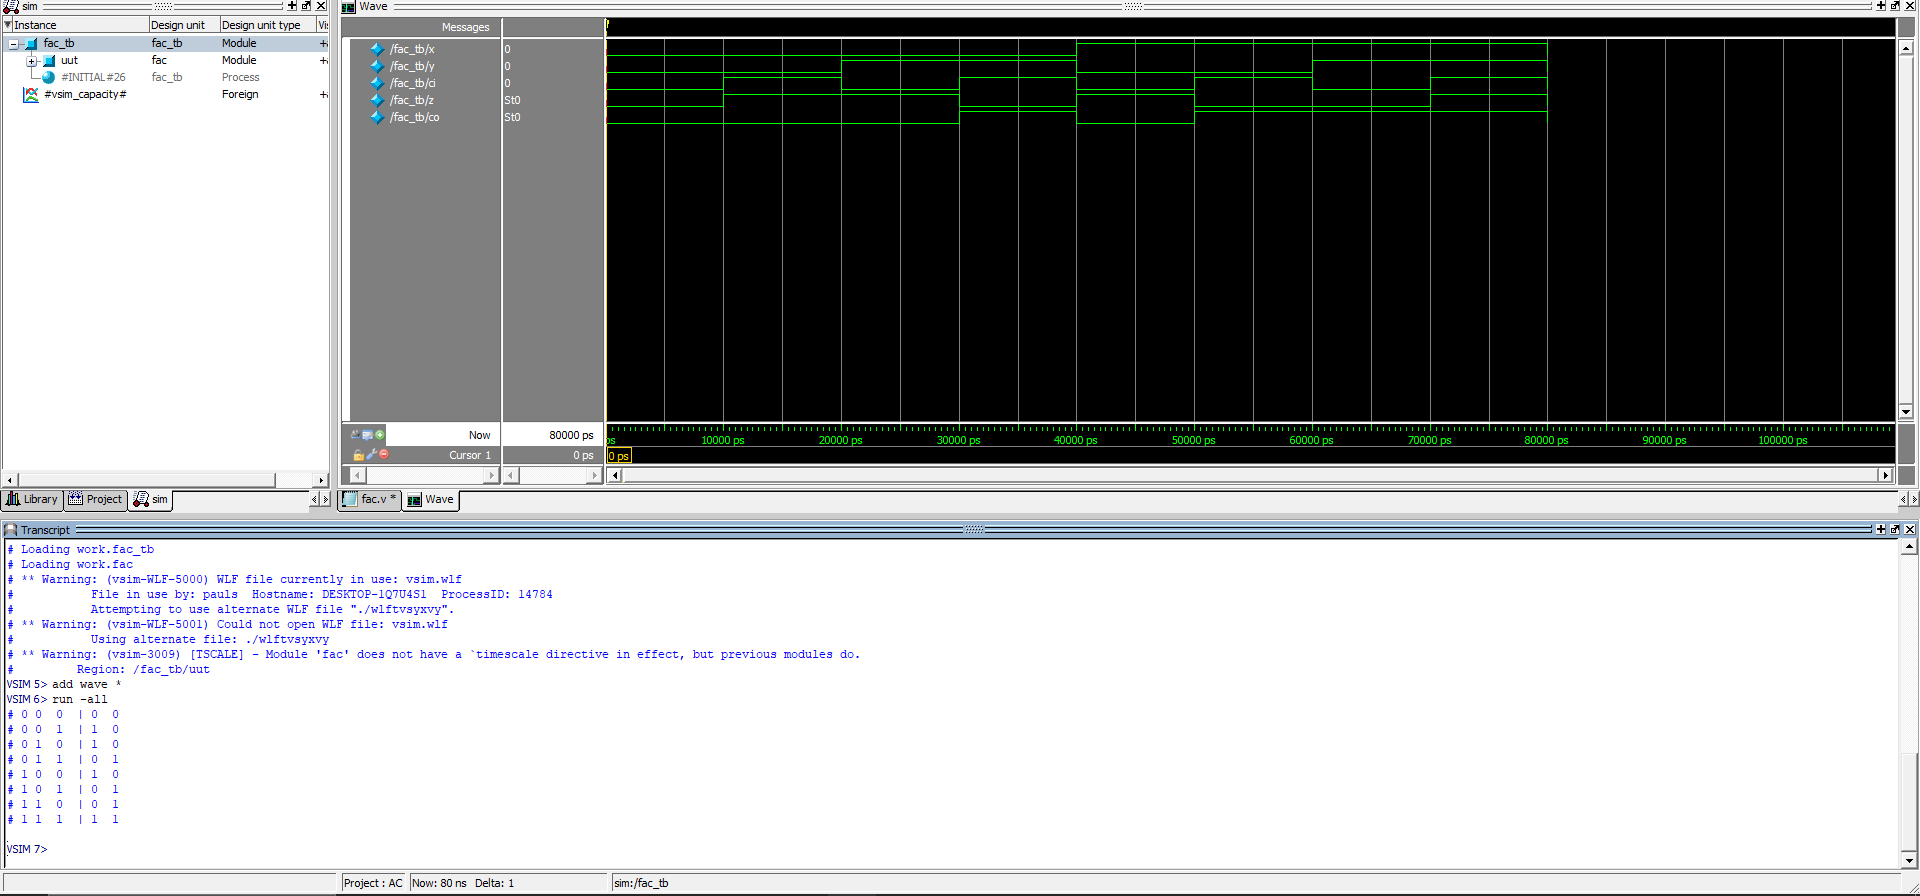 sim
Instance Design unit Design unit type Vis
fac_tb fac_tb Module
uut fac Module
#INITIAL#26 fac_tb Process
#vsim_capacity# Foreign
Library Project sim
Wave
Messages
/fac_tb/x 0
/fac_tb/y 0
/fac_tb/ci 0
/fac_tb/z St0
/fac_tb/co St0
Now 80000 ps
ps 10000 ps 20000 ps 30000 ps 40000 ps 50000 ps 60000 ps 70000 ps 80000 ps 90000 ps 100000 ps
Cursor 1 0 ps 0 ps
fac.v * Wave
Transcript
# Loading work.fac_tb
# Loading work.fac
# ** Warning: (vsim-WLF-5000) WLF file currently in use: vsim.wlf
# File in use by: pauls Hostname: DESKTOP-1Q7U4S1 ProcessID: 14784
# Attempting to use alternate WLF file "./wlftvsyxvy".
# ** Warning: (vsim-WLF-5001) Could not open WLF file: vsim.wlf
# Using alternate file: ./wlftvsyxvy
# ** Warning: (vsim-3009) [TSCALE] - Module 'fac' does not have a `timescale directive in effect, but previous modules do.
# Region: /fac_tb/uut
VSIM 5> add wave *
VSIM 6> run -all
# 0 0 0 | 0 0
# 0 0 1 | 1 0
# 0 1 0 | 1 0
# 0 1 1 | 0 1
# 1 0 0 | 1 0
# 1 0 1 | 0 1
# 1 1 0 | 0 1
# 1 1 1 | 1 1
VSIM 7>
Project : AC Now: 80 ns Delta: 1 sim:/fac_tb